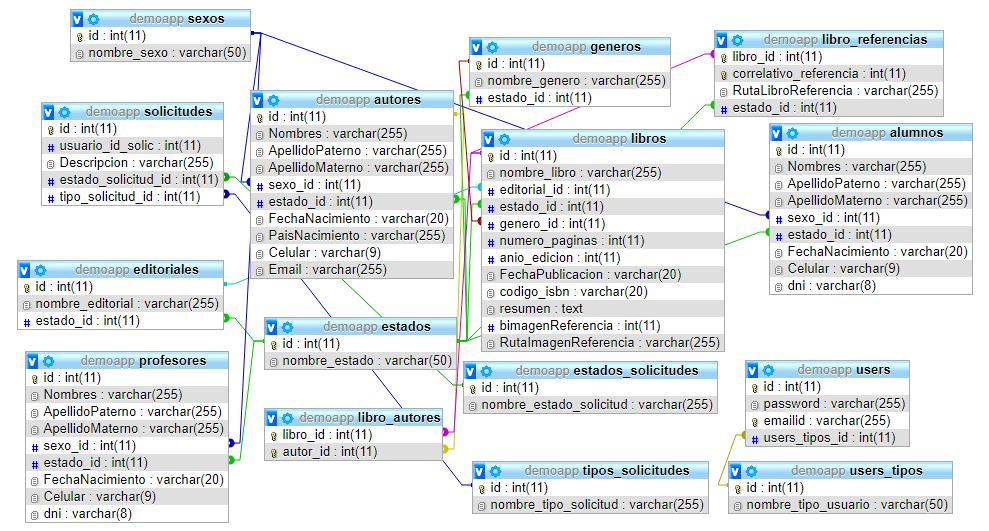 demoapp sexos
id : int(11)
nombre_sexo : varchar(50)
demoapp solicitudes
id : int(11)
usuario_id_solic : int(11)
Descripcion : varchar(255)
estado_solicitud_id : int(11)
tipo_solicitud_id : int(11)
demoapp editoriales
id : int(11)
nombre_editorial : varchar(255)
estado_id : int(11)
demoapp profesores
id : int(11)
Nombres : varchar(255)
ApellidoPaterno : varchar(255)
ApellidoMaterno : varchar(255)
sexo_id : int(11)
estado_id : int(11)
FechaNacimiento : varchar(20)
Celular : varchar(9)
dni : varchar(8)
demoapp autores
id : int(11)
Nombres : varchar(255)
ApellidoPaterno : varchar(255)
ApellidoMaterno : varchar(255)
sexo_id : int(11)
estado_id : int(11)
FechaNacimiento : varchar(20)
PaisNacimiento : varchar(255)
Celular : varchar(9)
Email : varchar(255)
demoapp estados
id : int(11)
nombre_estado : varchar(50)
demoapp libro_autores
libro_id : int(11)
autor_id : int(11)
demoapp generos
id : int(11)
nombre_genero : varchar(255)
estado_id : int(11)
demoapp libros
id : int(11)
nombre_libro : varchar(255)
editorial_id : int(11)
estado_id : int(11)
genero_id : int(11)
numero_paginas : int(11)
anio_edicion : int(11)
FechaPublicacion : varchar(20)
codigo_isbn : varchar(20)
resumen : text
bimagenReferencia : int(11)
RutaImagenReferencia : varchar(255)
demoapp estados_solicitudes
id : int(11)
nombre_estado_solicitud : varchar(255)
demoapp tipos_solicitudes
id : int(11)
nombre_tipo_solicitud : varchar(255)
demoapp libro_referencias
libro_id : int(11)
correlativo_referencia : int(11)
RutaLibroReferencia : varchar(255)
estado_id : int(11)
demoapp alumnos
id : int(11)
Nombres : varchar(255)
ApellidoPaterno : varchar(255)
ApellidoMaterno : varchar(255)
sexo_id : int(11)
estado_id : int(11)
FechaNacimiento : varchar(20)
Celular : varchar(9)
dni : varchar(8)
demoapp users
id : int(11)
password : varchar(255)
emailid : varchar(255)
users_tipos_id : int(11)
demoapp users_tipos
id : int(11)
nombre_tipo_usuario : varchar(50)